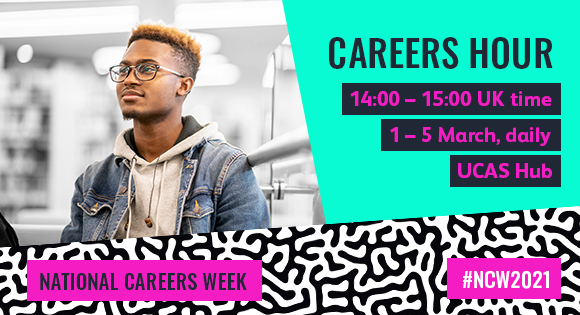 CAREERS HOUR
14:00 – 15:00 UK time
1 – 5 March, daily
UCAS Hub
NATIONAL CAREERS WEEK
#NCW2021